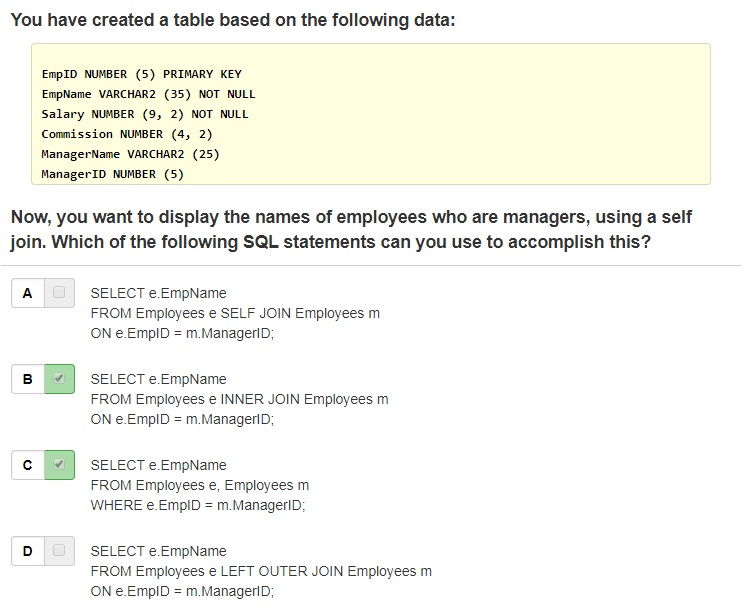 You have created a table based on the following data:
EmpID NUMBER (5) PRIMARY KEY
EmpName VARCHAR2 (35) NOT NULL
Salary NUMBER (9, 2) NOT NULL
Commission NUMBER (4, 2)
ManagerName VARCHAR2 (25)
ManagerID NUMBER (5)
Now, you want to display the names of employees who are managers, using a self
join. Which of the following SQL statements can you use to accomplish this?
A SELECT e.EmpName
FROM Employees e SELF JOIN Employees m
ON e.EmpID = m.ManagerID;
B SELECT e.EmpName
FROM Employees e INNER JOIN Employees m
ON e.EmpID = m.ManagerID;
C SELECT e.EmpName
FROM Employees e, Employees m
WHERE e.EmpID = m.ManagerID;
D SELECT e.EmpName
FROM Employees e LEFT OUTER JOIN Employees m
ON e.EmpID = m.ManagerID;